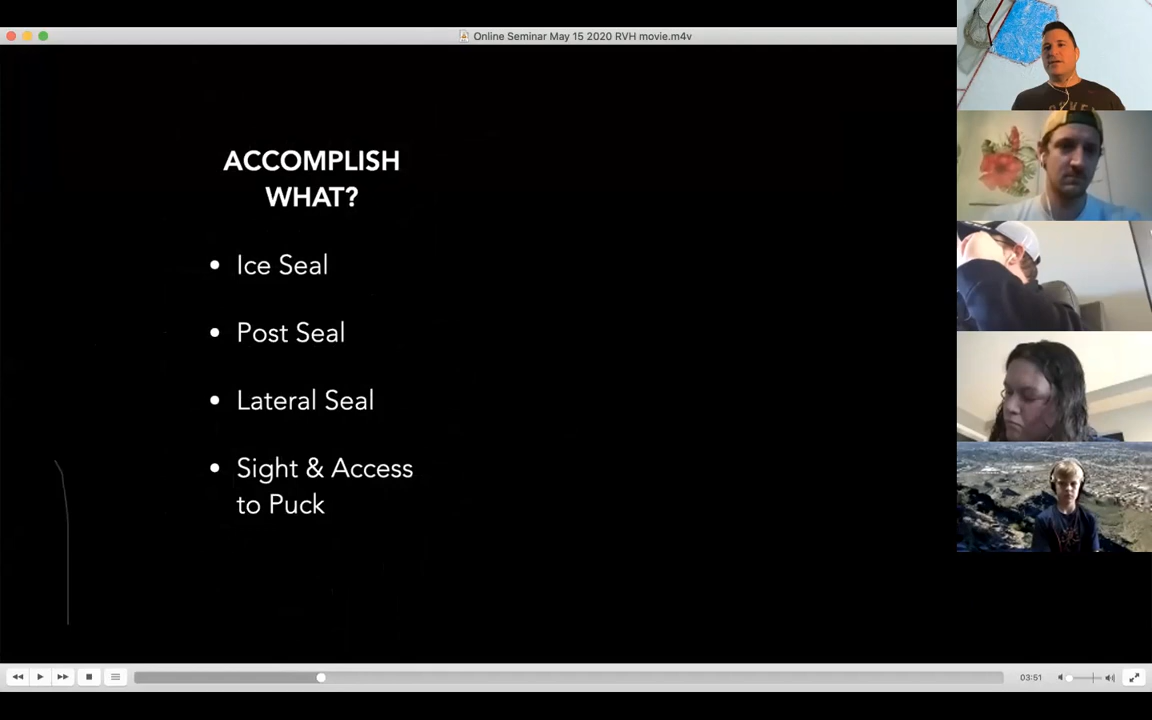 Online Seminar May 15 2020 RVH movie.m4v
ACCOMPLISH
WHAT?
• Ice Seal
• Post Seal
• Lateral Seal
• Sight & Access
to Puck
03:51